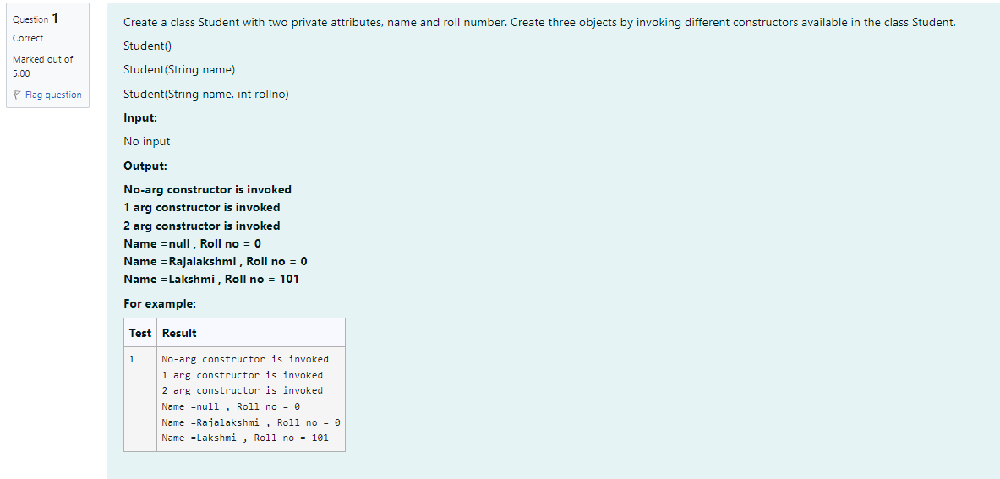 Question 1
Correct
Marked out of
5.00
Flag question
Create a class Student with two private attributes, name and roll number. Create three objects by invoking different constructors available in the class Student.
Student()
Student(String name)
Student(String name, int rollno)
Input:
No input
Output:
No-arg constructor is invoked
1 arg constructor is invoked
2 arg constructor is invoked
Name =null , Roll no = 0
Name =Rajalakshmi , Roll no = 0
Name =Lakshmi , Roll no = 101
For example:
Test Result
1 No-arg constructor is invoked
1 arg constructor is invoked
2 arg constructor is invoked
Name =null , Roll no = 0
Name =Rajalakshmi , Roll no = 0
Name =Lakshmi , Roll no = 101